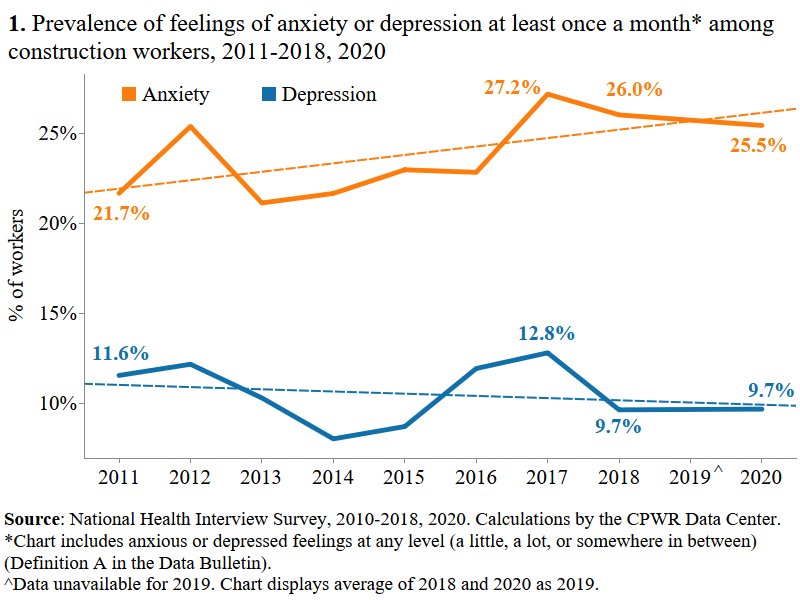 1. Prevalence of feelings of anxiety or depression at least once a month* among
construction workers, 2011-2018, 2020
Anxiety
Depression
27.2%
26.0%
25%
25.5%
21.7%
20%
% of workers
15%
12.8%
11.6%
9.7%
10%
9.7%
2011 2012 2013 2014 2015 2016 2017 2018 2019^ 2020
Source: National Health Interview Survey, 2010-2018, 2020. Calculations by the CPWR Data Center.
*Chart includes anxious or depressed feelings at any level (a little, a lot, or somewhere in between)
(Definition A in the Data Bulletin).
^Data unavailable for 2019. Chart displays average of 2018 and 2020 as 2019.